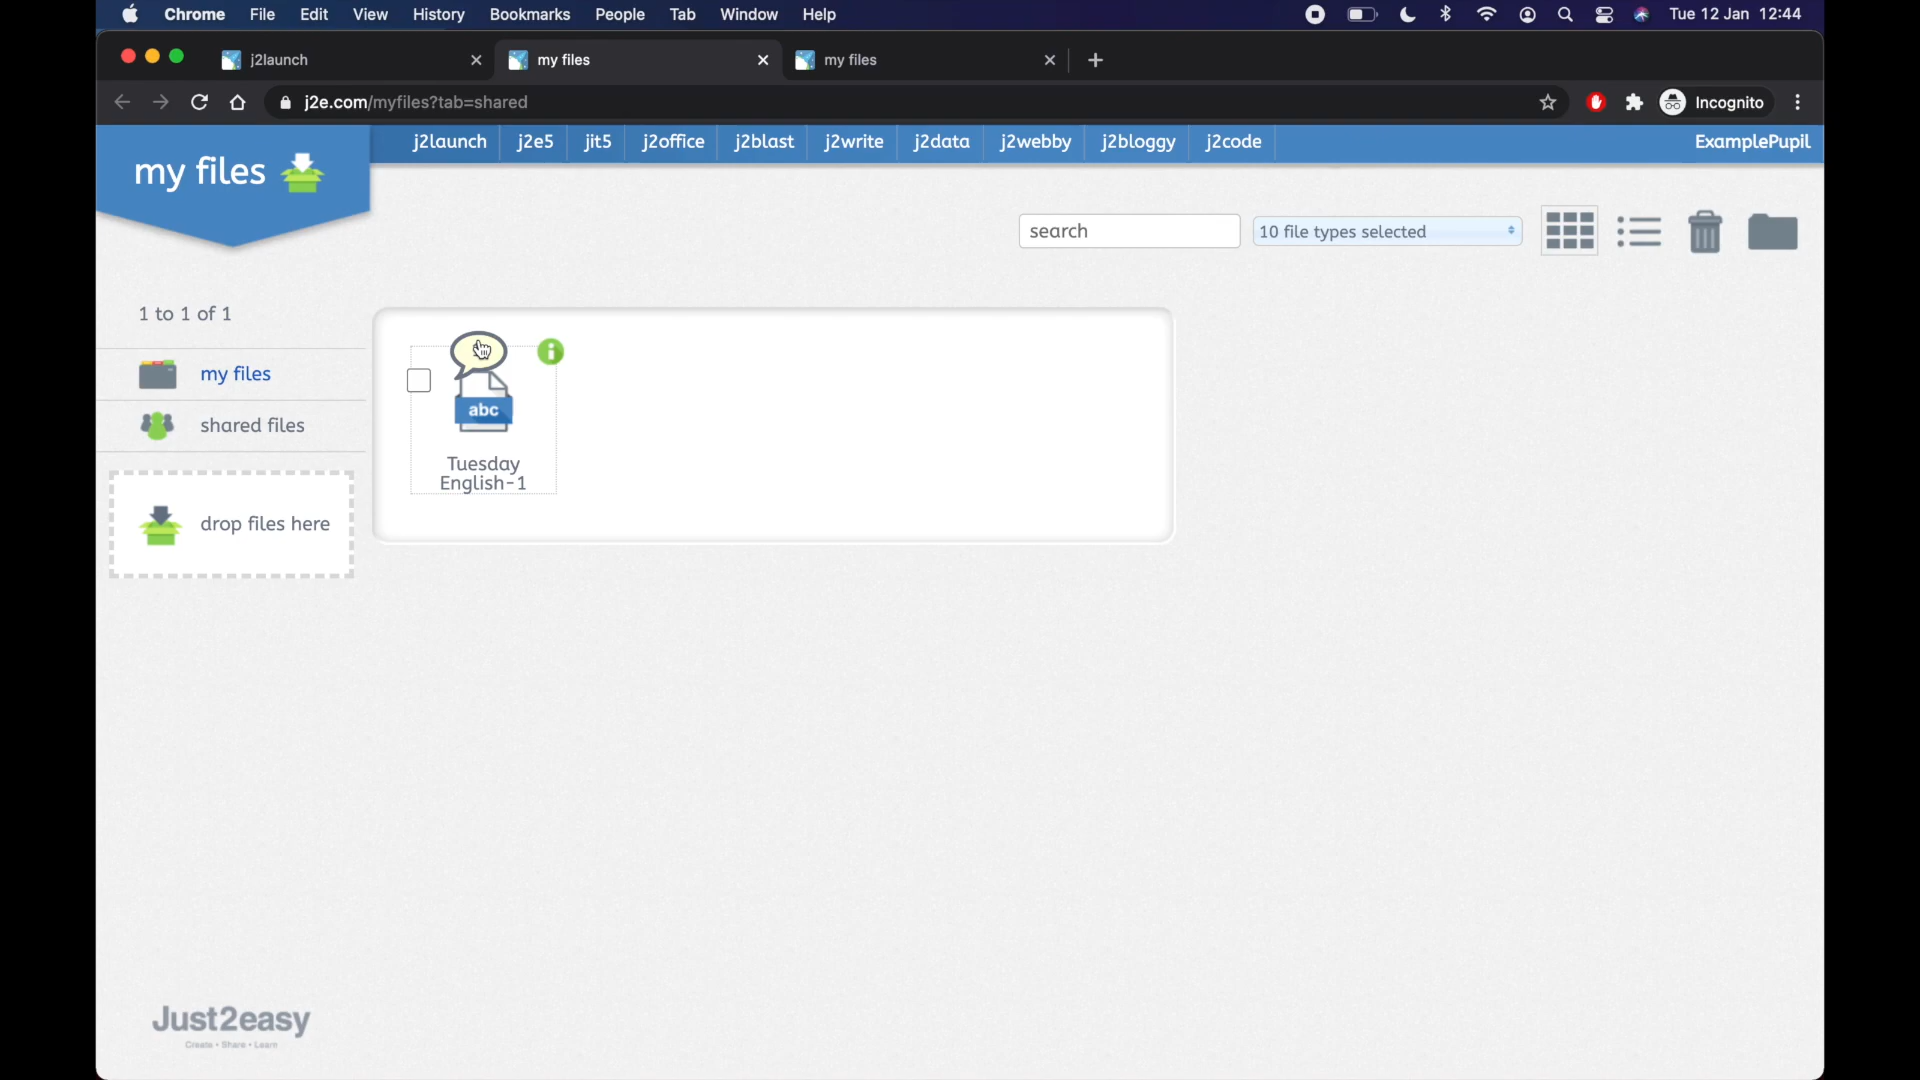 Chrome File Edit View History Bookmarks People Tab Window Help Tue 12 Jan 12:44
j2launch my files my files
j2e.com/myfiles?tab=shared Incognito
my files j2launch j2e5 jit5 j2office j2blast j2write j2data j2webby j2bloggy j2code ExamplePupil
search 10 file types selected
1 to 1 of 1
my files
shared files
drop files here
abc
Tuesday
English-1
Just2easy
Create • Share • Learn